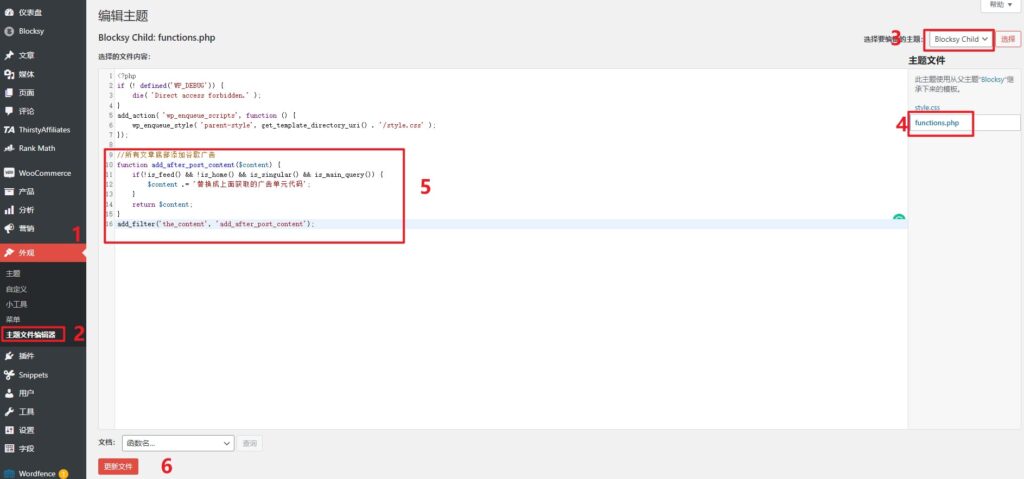 仪表盘
Blocksy
文章
媒体
页面
评论
ThirstyAffiliates
Rank Math
WooCommerce
产品
分析
营销
1
外观
主题
自定义
小工具
菜单
主题文件编辑器
2
插件
Snippets
用户
工具
设置
字段
Wordfence 1
帮助
编辑主题
Blocksy Child: functions.php
选择要编辑的主题:
3
Blocksy Child
选择
选择的文件内容:
1 <?php
2 if (! defined('WP_DEBUG')) {
3 die( 'Direct access forbidden.' );
4 }
5 add_action( 'wp_enqueue_scripts', function () {
6 wp_enqueue_style( 'parent-style', get_template_directory_uri() . '/style.css' );
7 });
8
9 //所有文章底部添加谷歌广告
10 function add_after_post_content($content) {
11 if(!is_feed() && !is_home() && is_singular() && is_main_query()) {
12 $content .= '替换成上面获取的广告单元代码';
13 }
14 return $content;
15 }
16 add_filter('the_content', 'add_after_post_content');
5
主题文件
此主题使用从父主题"Blocksy"继
承下来的模板。
style.css
4
functions.php
文档:
函数名...
查询
更新文件
6